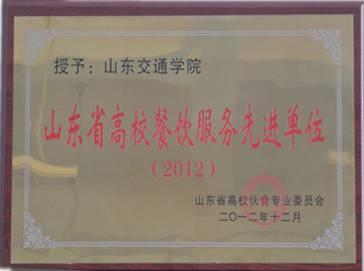 授予：山东交通学院
山东省高校餐饮服务先进单位
（2012）
山东省高校伙食专业委员会
二〇一二年十二月